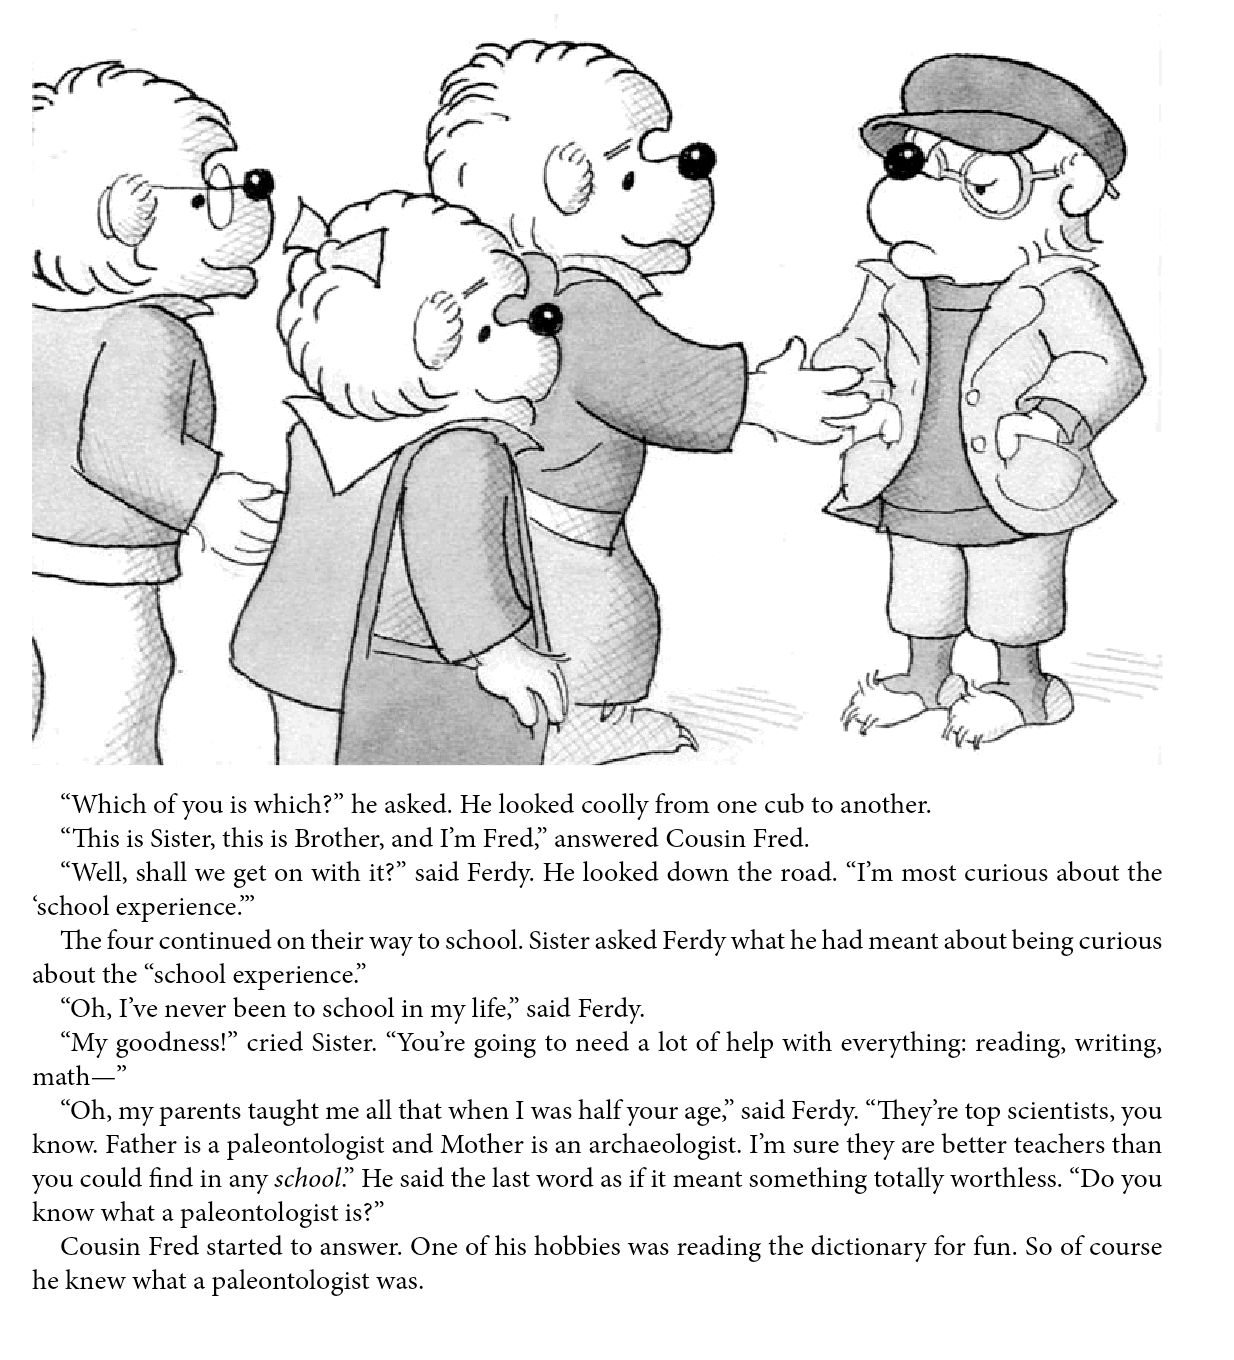 “Which of you is which?” he asked. He looked coolly from one cub to another.
“This is Sister, this is Brother, and I’m Fred,” answered Cousin Fred.
“Well, shall we get on with it?” said Ferdy. He looked down the road. “I’m most curious about the
‘school experience.’”
The four continued on their way to school. Sister asked Ferdy what he had meant about being curious
about the “school experience.”
“Oh, I’ve never been to school in my life,” said Ferdy.
“My goodness!” cried Sister. “You’re going to need a lot of help with everything: reading, writing,
math—”
“Oh, my parents taught me all that when I was half your age,” said Ferdy. “They’re top scientists, you
know. Father is a paleontologist and Mother is an archaeologist. I’m sure they are better teachers than
you could find in any school.” He said the last word as if it meant something totally worthless. “Do you
know what a paleontologist is?”
Cousin Fred started to answer. One of his hobbies was reading the dictionary for fun. So of course
he knew what a paleontologist was.